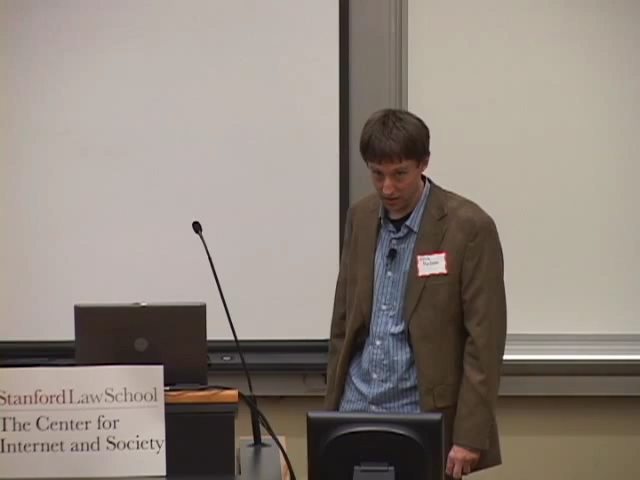 Stanford Law School
The Center for
Internet and Society